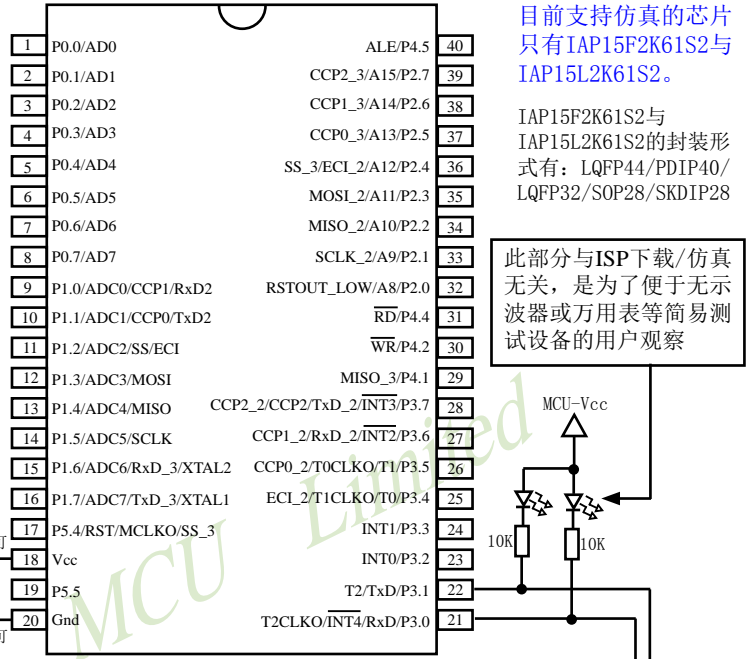 目前支持仿真的芯片
只有IAP15F2K61S2与
IAP15L2K61S2。
IAP15F2K61S2与
IAP15L2K61S2的封装形
式有：LQFP44/PDIP40/
LQFP32/SOP28/SKDIP28
此部分与ISP下载/仿真
无关，是为了便于无示
波器或万用表等简易测
试设备的用户观察
1 P0.0/AD0 ALE/P4.5 40
2 P0.1/AD1 CCP2_3/A15/P2.7 39
3 P0.2/AD2 CCP1_3/A14/P2.6 38
4 P0.3/AD3 CCP0_3/A13/P2.5 37
5 P0.4/AD4 SS_3/ECI_2/A12/P2.4 36
6 P0.5/AD5 MOSI_2/A11/P2.3 35
7 P0.6/AD6 MISO_2/A10/P2.2 34
8 P0.7/AD7 SCLK_2/A9/P2.1 33
9 P1.0/ADC0/CCP1/RxD2 RSTOUT_LOW/A8/P2.0 32
10 P1.1/ADC1/CCP0/TxD2 RD/P4.4 31
11 P1.2/ADC2/SS/ECI WR/P4.2 30
12 P1.3/ADC3/MOSI MISO_3/P4.1 29
13 P1.4/ADC4/MISO CCP2_2/CCP2/TxD_2/INT3/P3.7 28
14 P1.5/ADC5/SCLK CCP1_2/RxD_2/INT2/P3.6 27
15 P1.6/ADC6/RxD_3/XTAL2 CCP0_2/T0CLKO/T1/P3.5 26
16 P1.7/ADC7/TxD_3/XTAL1 ECI_2/T1CLKO/T0/P3.4 25
17 P5.4/RST/MCLKO/SS_3 INT1/P3.3 24
18 Vcc INT0/P3.2 23
19 P5.5 T2/TxD/P3.1 22
20 Gnd T2CLKO/INT4/RxD/P3.0 21
MCU-Vcc
10K 10K
MCU Limited